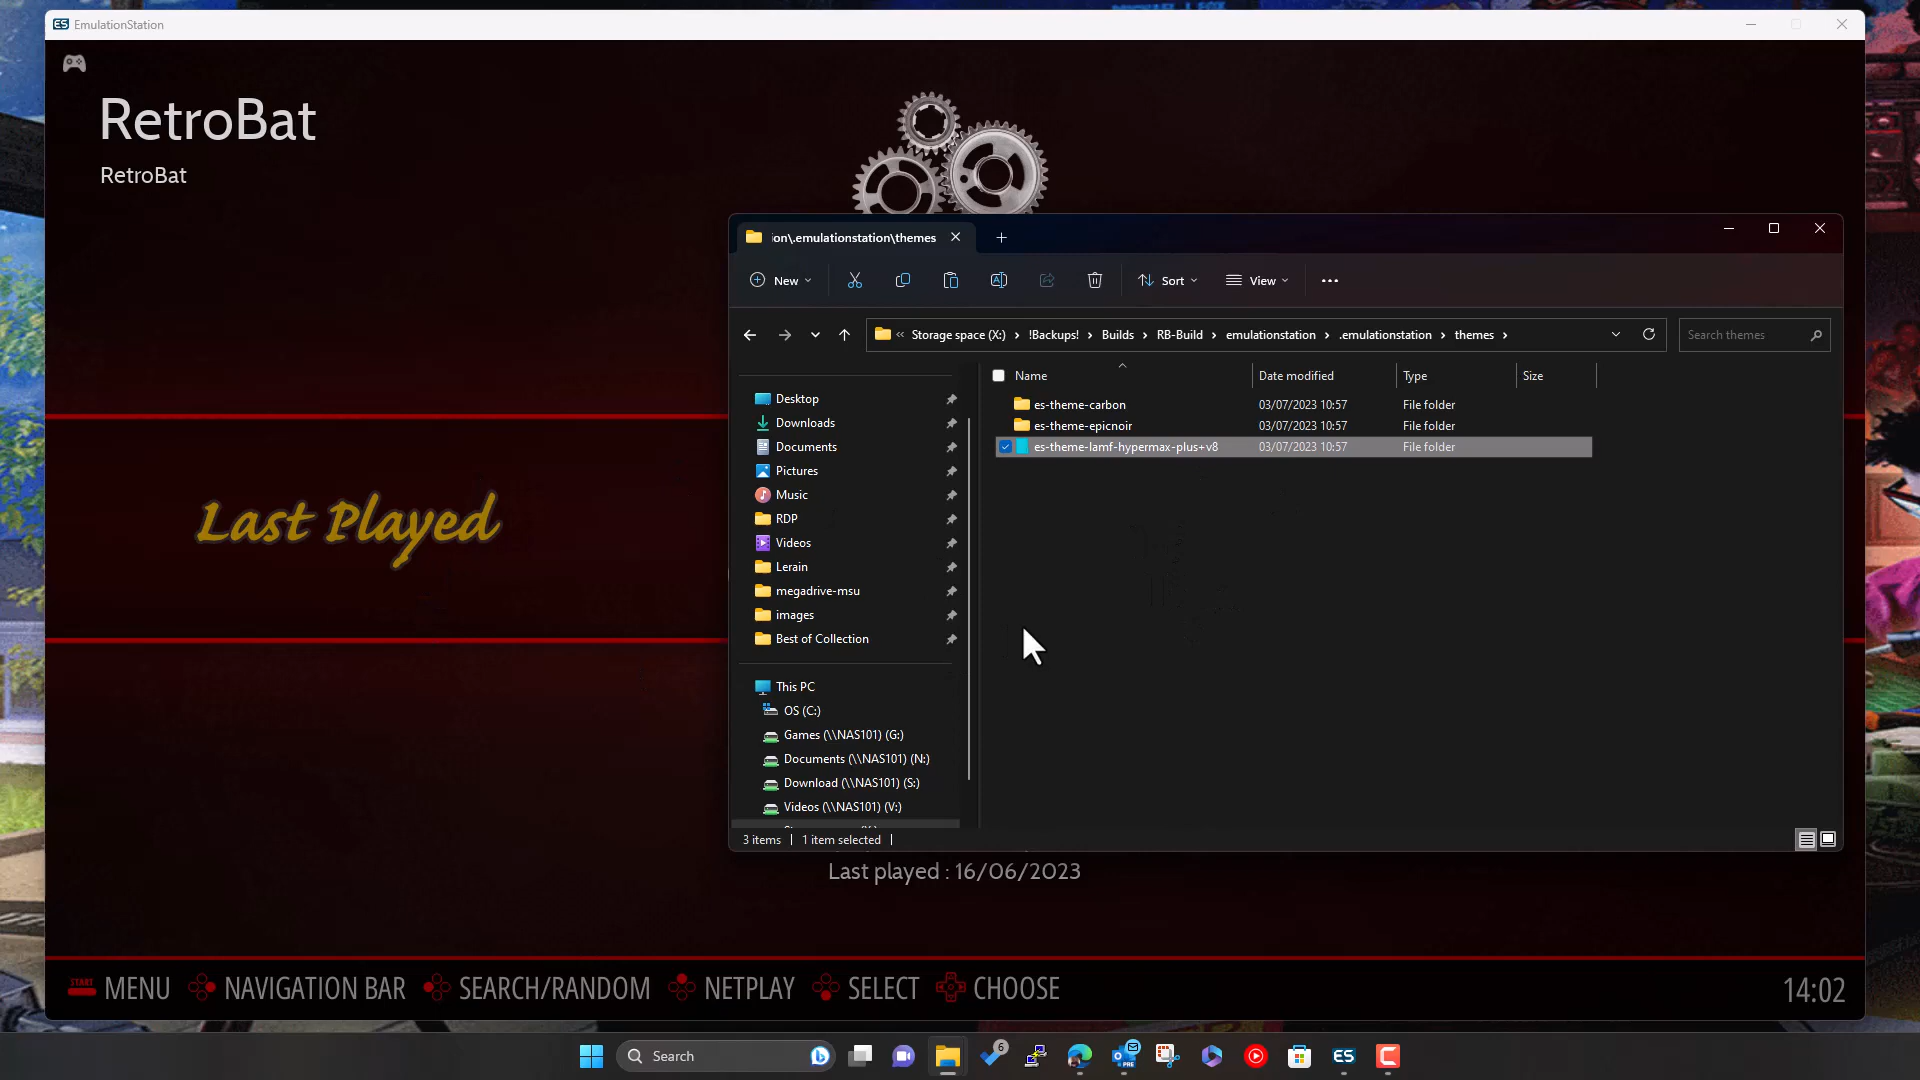 EmulationStation
RetroBat
RetroBat
Last Played
Last played : 16/06/2023
START MENU NAVIGATION BAR SEARCH/RANDOM NETPLAY SELECT CHOOSE 14:02
ion\.emulationstation\themes
New Sort View
Storage space (X:) !Backups! Builds RB-Build emulationstation .emulationstation themes
Search themes
Name Date modified Type Size
es-theme-carbon 03/07/2023 10:57 File folder
es-theme-epicnoir 03/07/2023 10:57 File folder
es-theme-lamf-hypermax-plus+v8 03/07/2023 10:57 File folder
Desktop
Downloads
Documents
Pictures
Music
RDP
Videos
Lerain
megadrive-msu
images
Best of Collection
This PC
OS (C:)
Games (\\NAS101) (G:)
Documents (\\NAS101) (N:)
Download (\\NAS101) (S:)
Videos (\\NAS101) (V:)
3 items 1 item selected
Search
6
PRE
ES